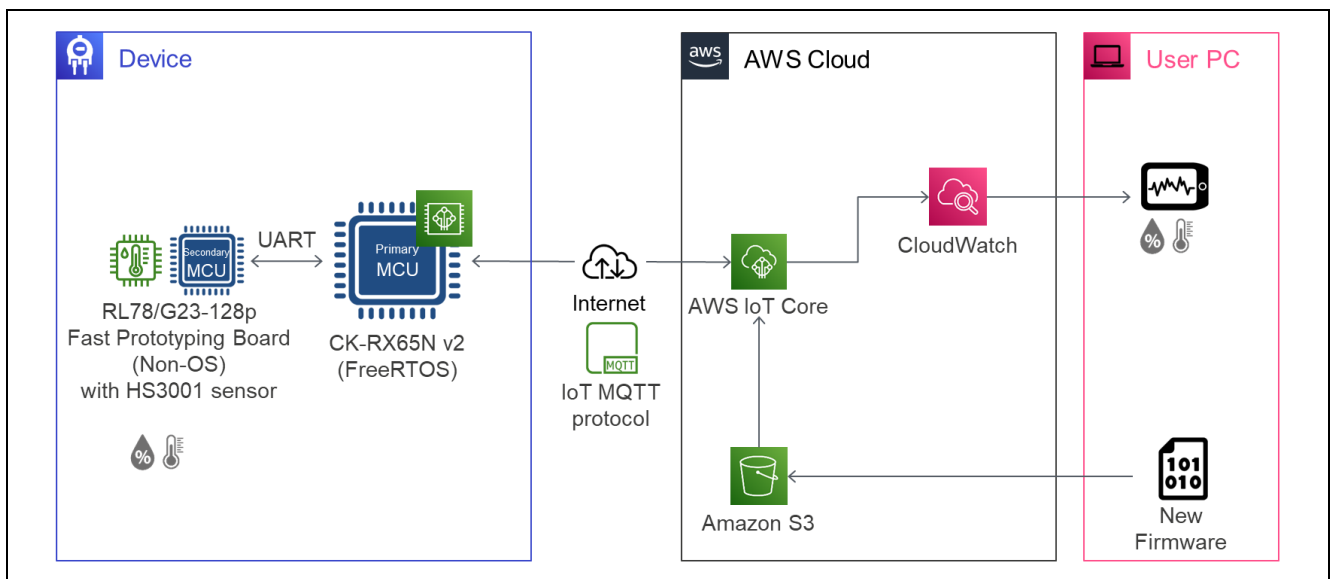 Device
aws
AWS Cloud
User PC
UART
Secondary
MCU
Primary
MCU
RL78/G23-128p
Fast Prototyping Board
(Non-OS)
with HS3001 sensor
CK-RX65N v2
(FreeRTOS)
%
Internet
MQTT
IoT MQTT
protocol
AWS IoT Core
CloudWatch
%
Amazon S3
101
010
New
Firmware